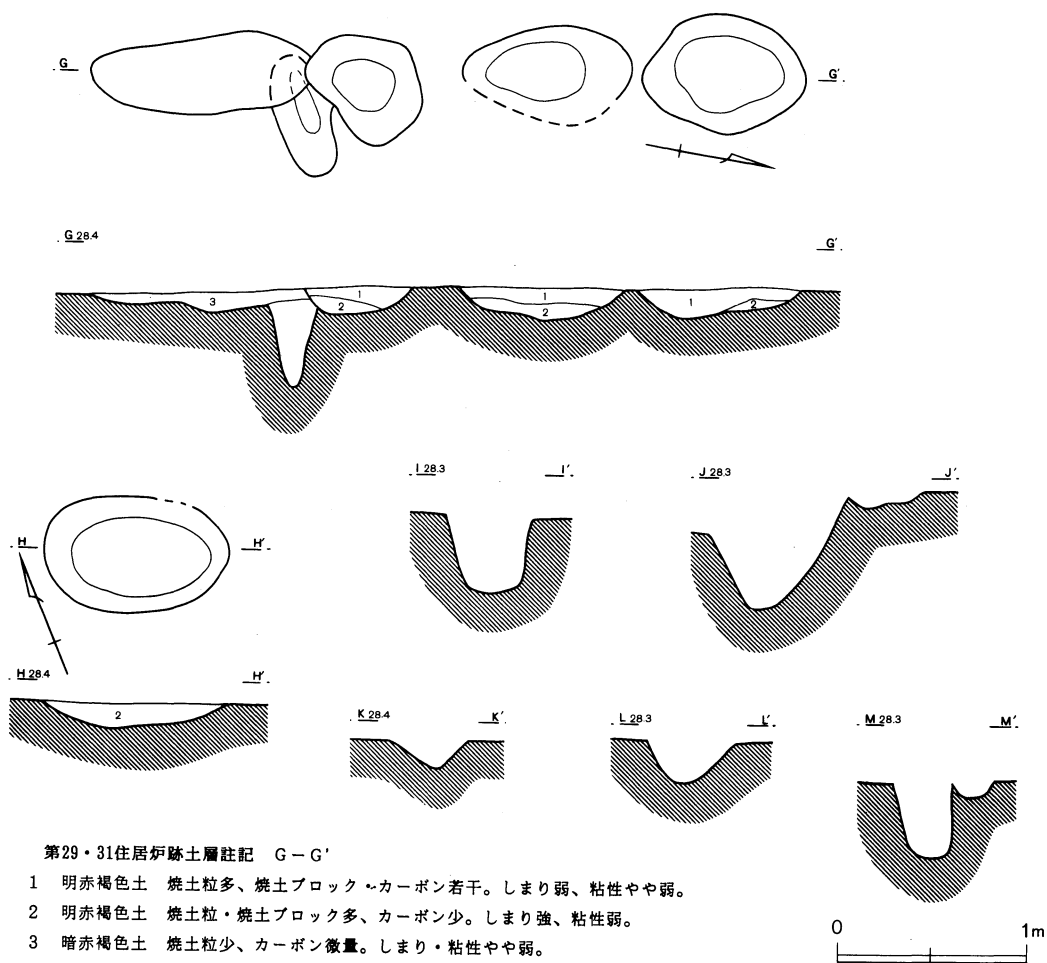 G G'
G 28.4 G'
3 1 2 1 2 1 2
I 28.3 I' J 28.3 J'
H H'
H 28.4 H'
2
K 28.4 K' L 28.3 L' M 28.3 M'
第29・31住居炉跡土層註記 G－G'
1 明赤褐色土 焼土粒多、焼土ブロック・カーボン若干。しまり弱、粘性やや弱。
2 明赤褐色土 焼土粒・焼土ブロック多、カーボン少。しまり強、粘性弱。
3 暗赤褐色土 焼土粒少、カーボン微量。しまり・粘性やや弱。
0 1m